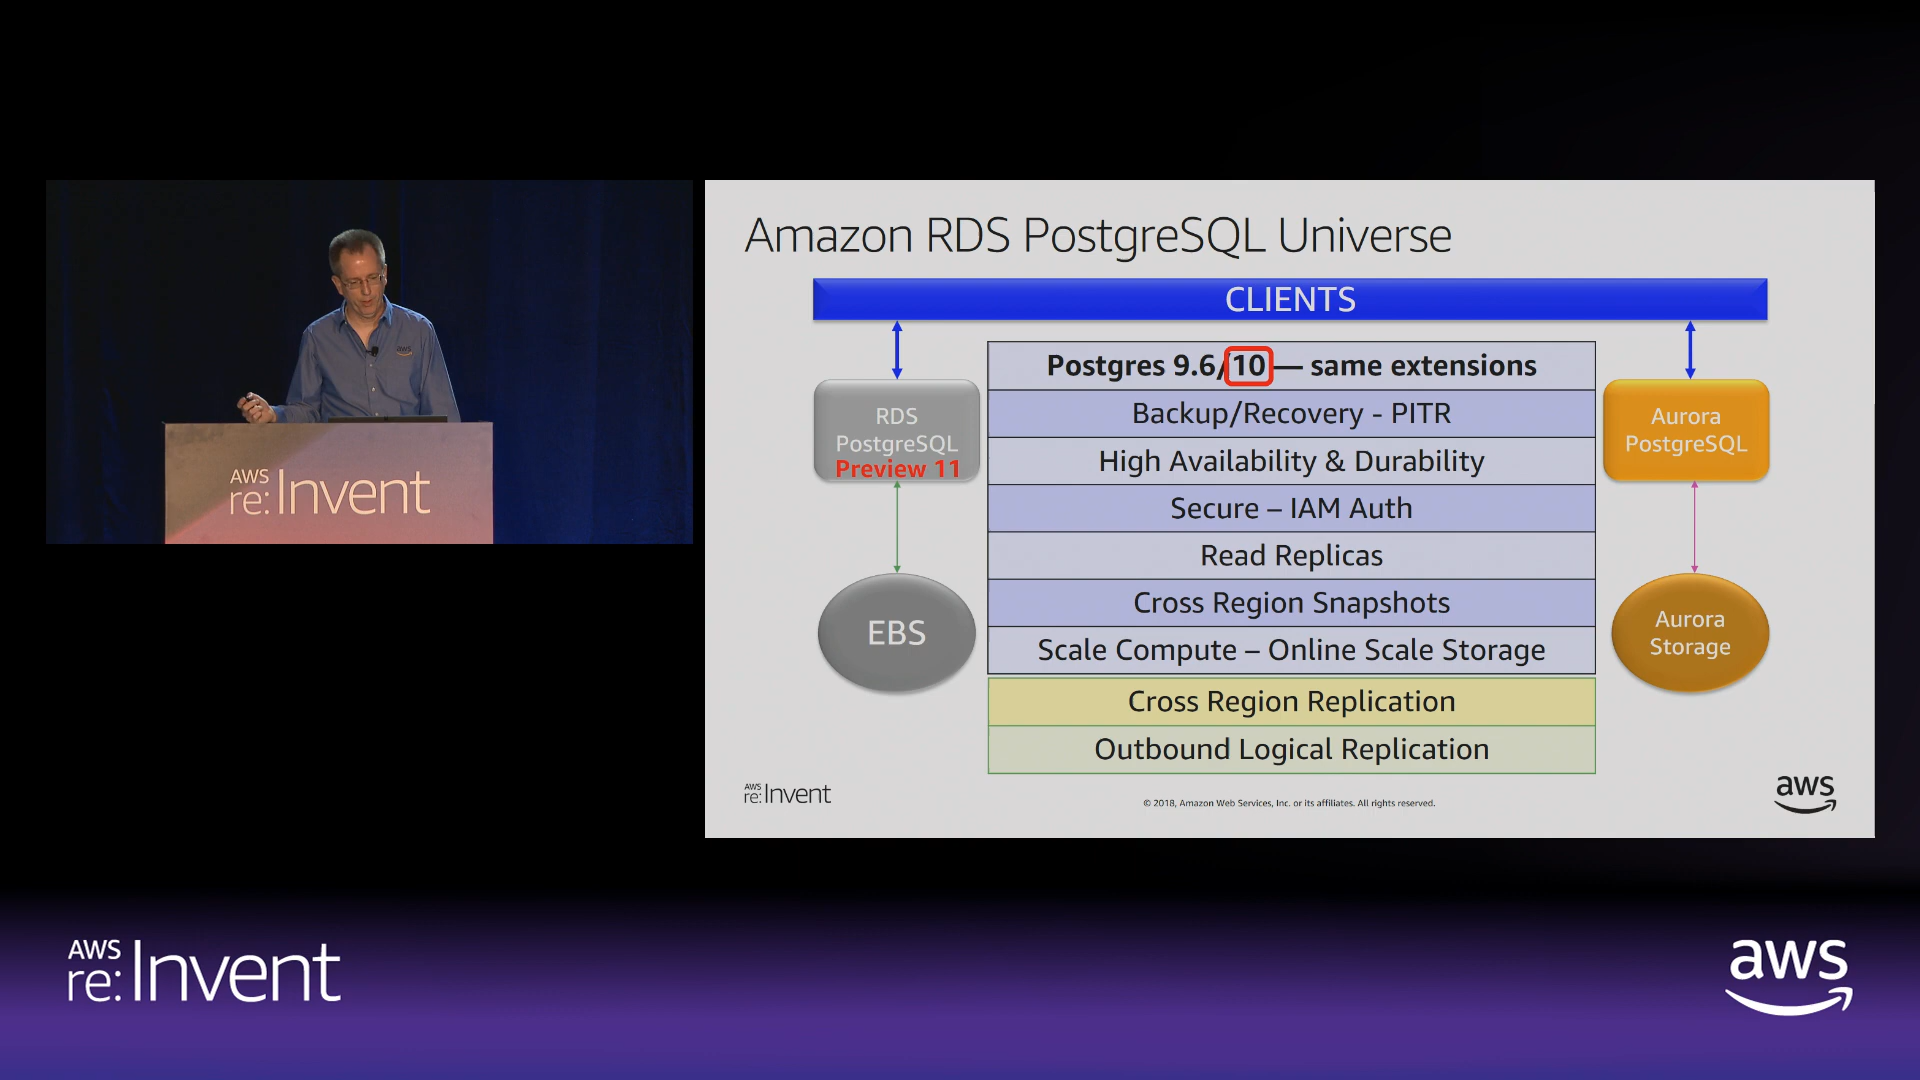 Amazon RDS PostgreSQL Universe
CLIENTS
Postgres 9.6/10 — same extensions
Backup/Recovery - PITR
High Availability & Durability
Secure – IAM Auth
Read Replicas
Cross Region Snapshots
Scale Compute – Online Scale Storage
Cross Region Replication
Outbound Logical Replication
RDS
PostgreSQL
Preview 11
EBS
Aurora
PostgreSQL
Aurora
Storage
AWS
re:Invent
© 2018, Amazon Web Services, Inc. or its affiliates. All rights reserved.
aws
aws
AWS
re:Invent
AWS
re:Invent
aws